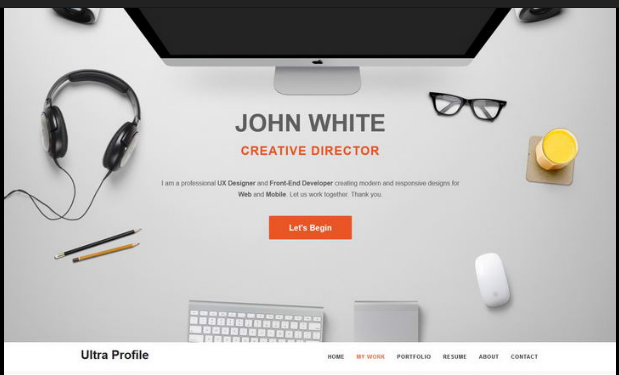 JOHN WHITE
CREATIVE DIRECTOR
I am a professional UX Designer and Front-End Developer creating modern and responsive designs for
Web and Mobile. Let us work together. Thank you.
Let's Begin
Ultra Profile
HOME MY WORK PORTFOLIO RESUME ABOUT CONTACT